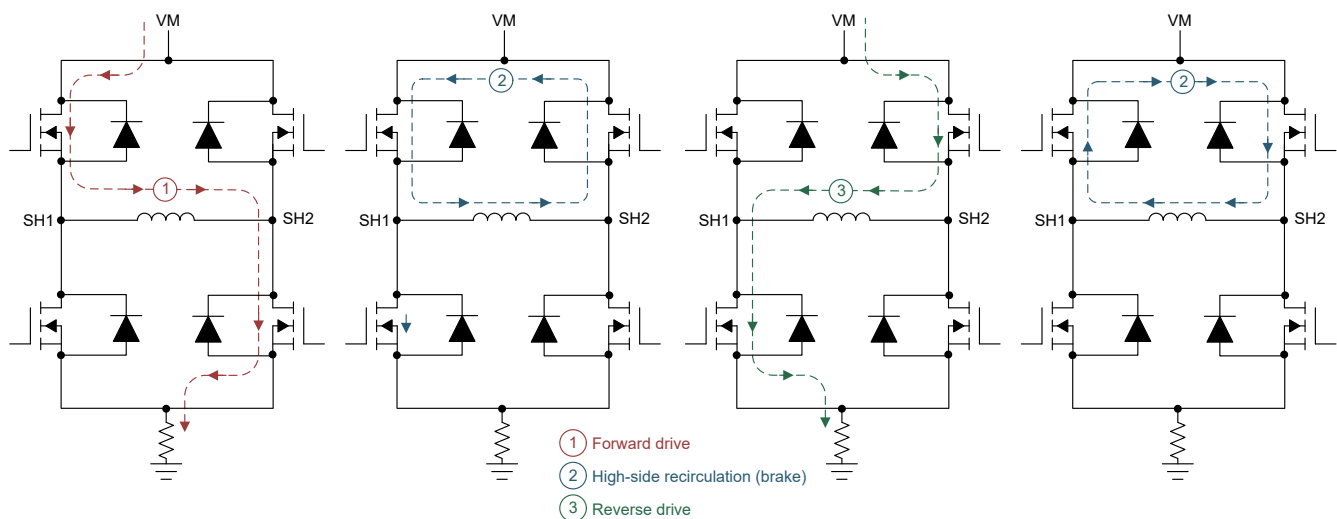 VM
VM
VM
VM
2
2
1
3
SH1
SH2
SH1
SH2
SH1
SH2
SH1
SH2
1 Forward drive
2 High-side recirculation (brake)
3 Reverse drive